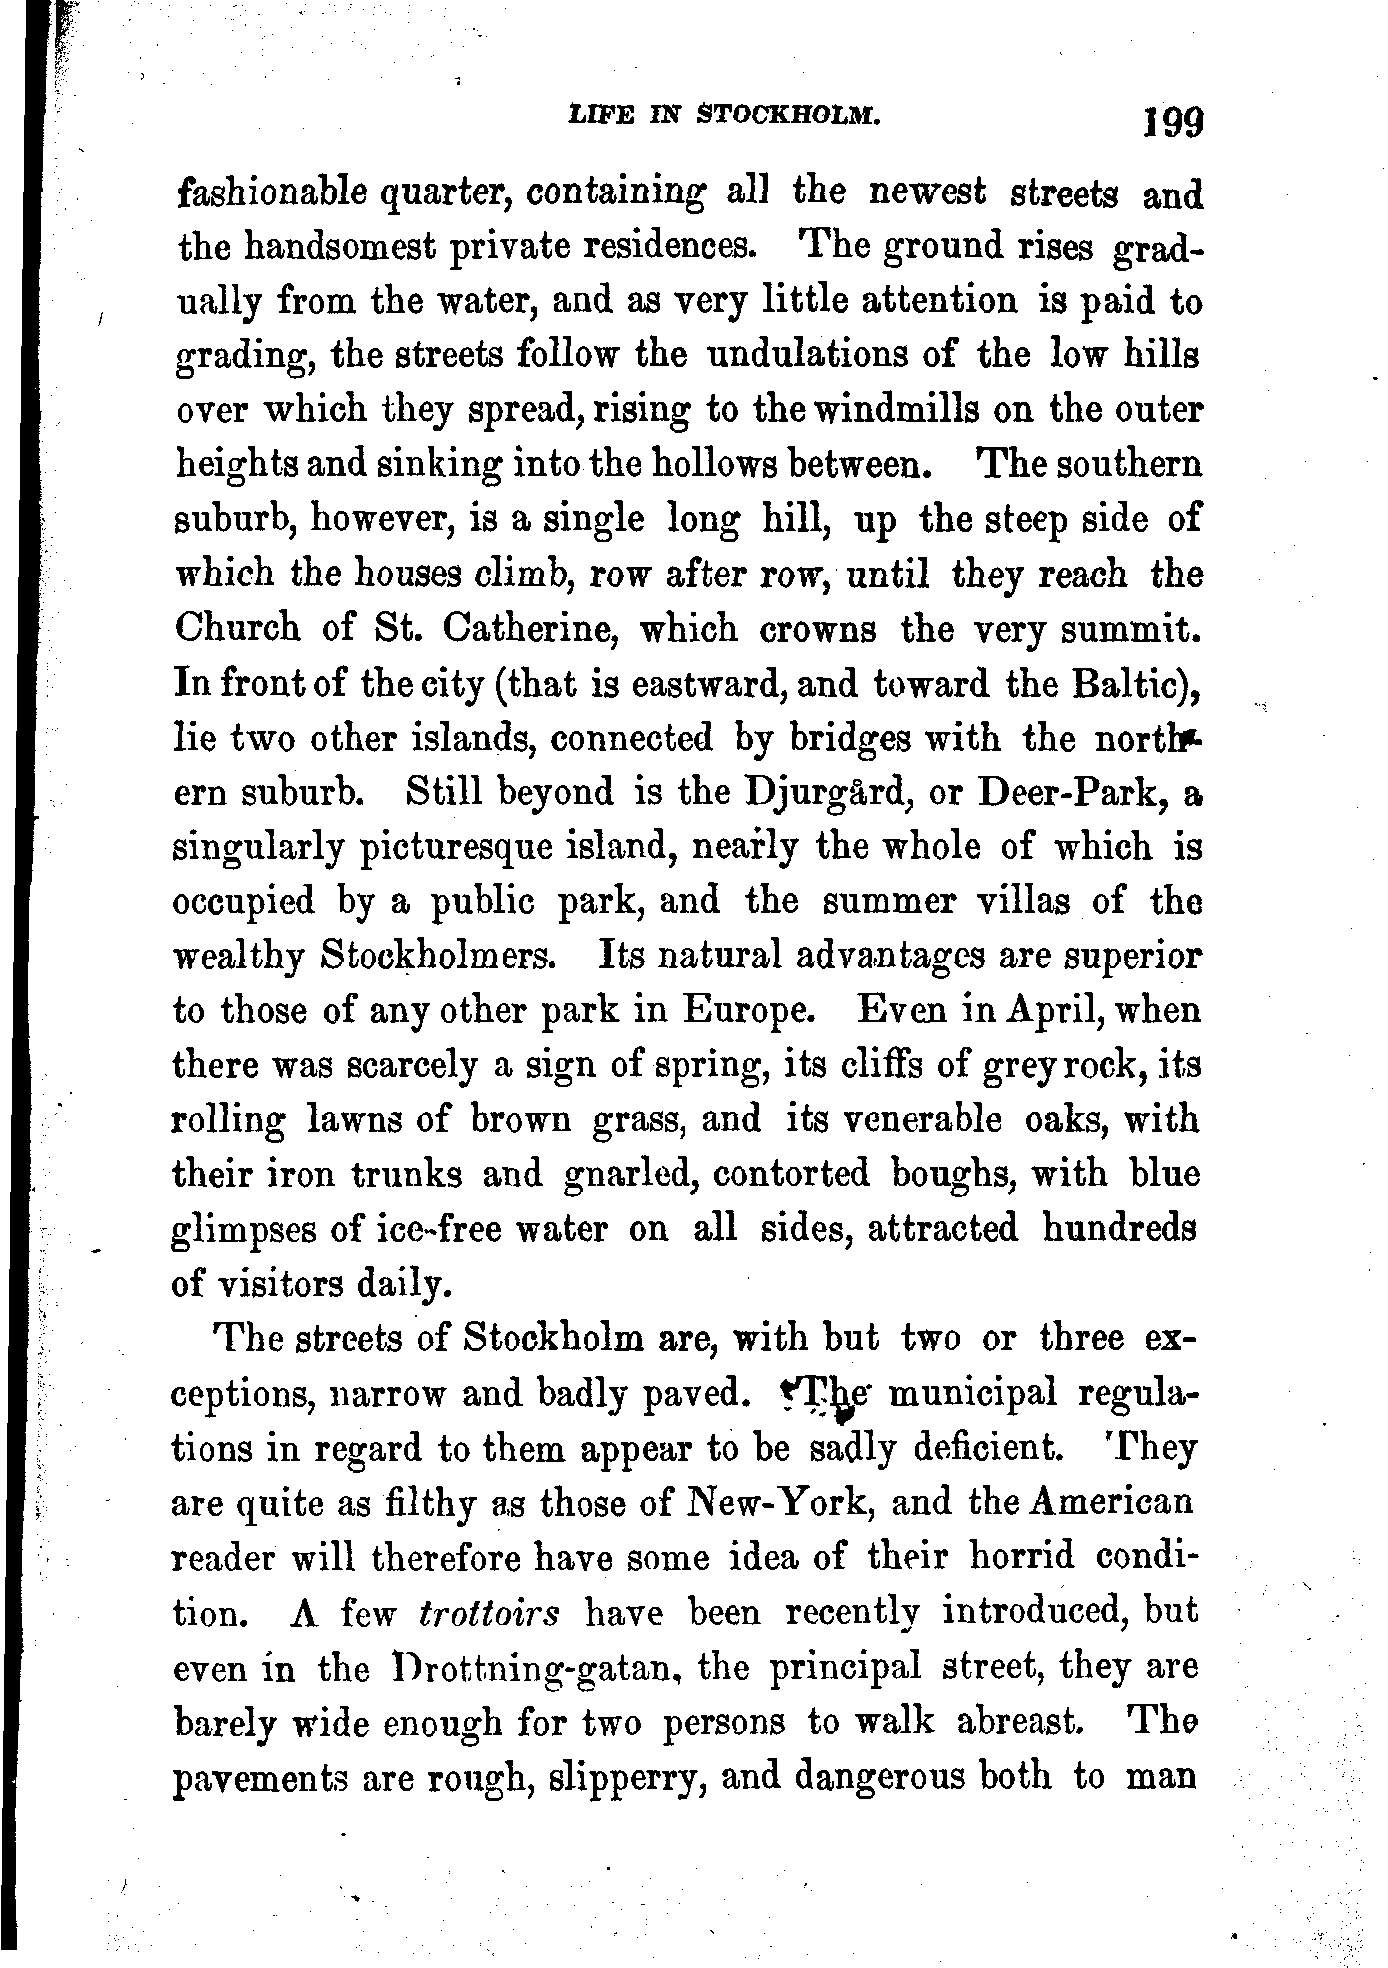 LIFE IN STOCKHOLM. 199
fashionable quarter, containing all the newest streets and
the handsomest private residences. The ground rises grad-
ually from the water, and as very little attention is paid to
grading, the streets follow the undulations of the low hills
over which they spread, rising to the windmills on the outer
heights and sinking into the hollows between. The southern
suburb, however, is a single long hill, up the steep side of
which the houses climb, row after row, until they reach the
Church of St. Catherine, which crowns the very summit.
In front of the city (that is eastward, and toward the Baltic),
lie two other islands, connected by bridges with the north-
ern suburb. Still beyond is the Djurgård, or Deer-Park, a
singularly picturesque island, nearly the whole of which is
occupied by a public park, and the summer villas of the
wealthy Stockholmers. Its natural advantages are superior
to those of any other park in Europe. Even in April, when
there was scarcely a sign of spring, its cliffs of grey rock, its
rolling lawns of brown grass, and its venerable oaks, with
their iron trunks and gnarled, contorted boughs, with blue
glimpses of ice-free water on all sides, attracted hundreds
of visitors daily.
The streets of Stockholm are, with but two or three ex-
ceptions, narrow and badly paved. The municipal regula-
tions in regard to them appear to be sadly deficient. They
are quite as filthy as those of New-York, and the American
reader will therefore have some idea of their horrid condi-
tion. A few trottoirs have been recently introduced, but
even in the Drottning-gatan, the principal street, they are
barely wide enough for two persons to walk abreast. The
pavements are rough, slipperry, and dangerous both to man